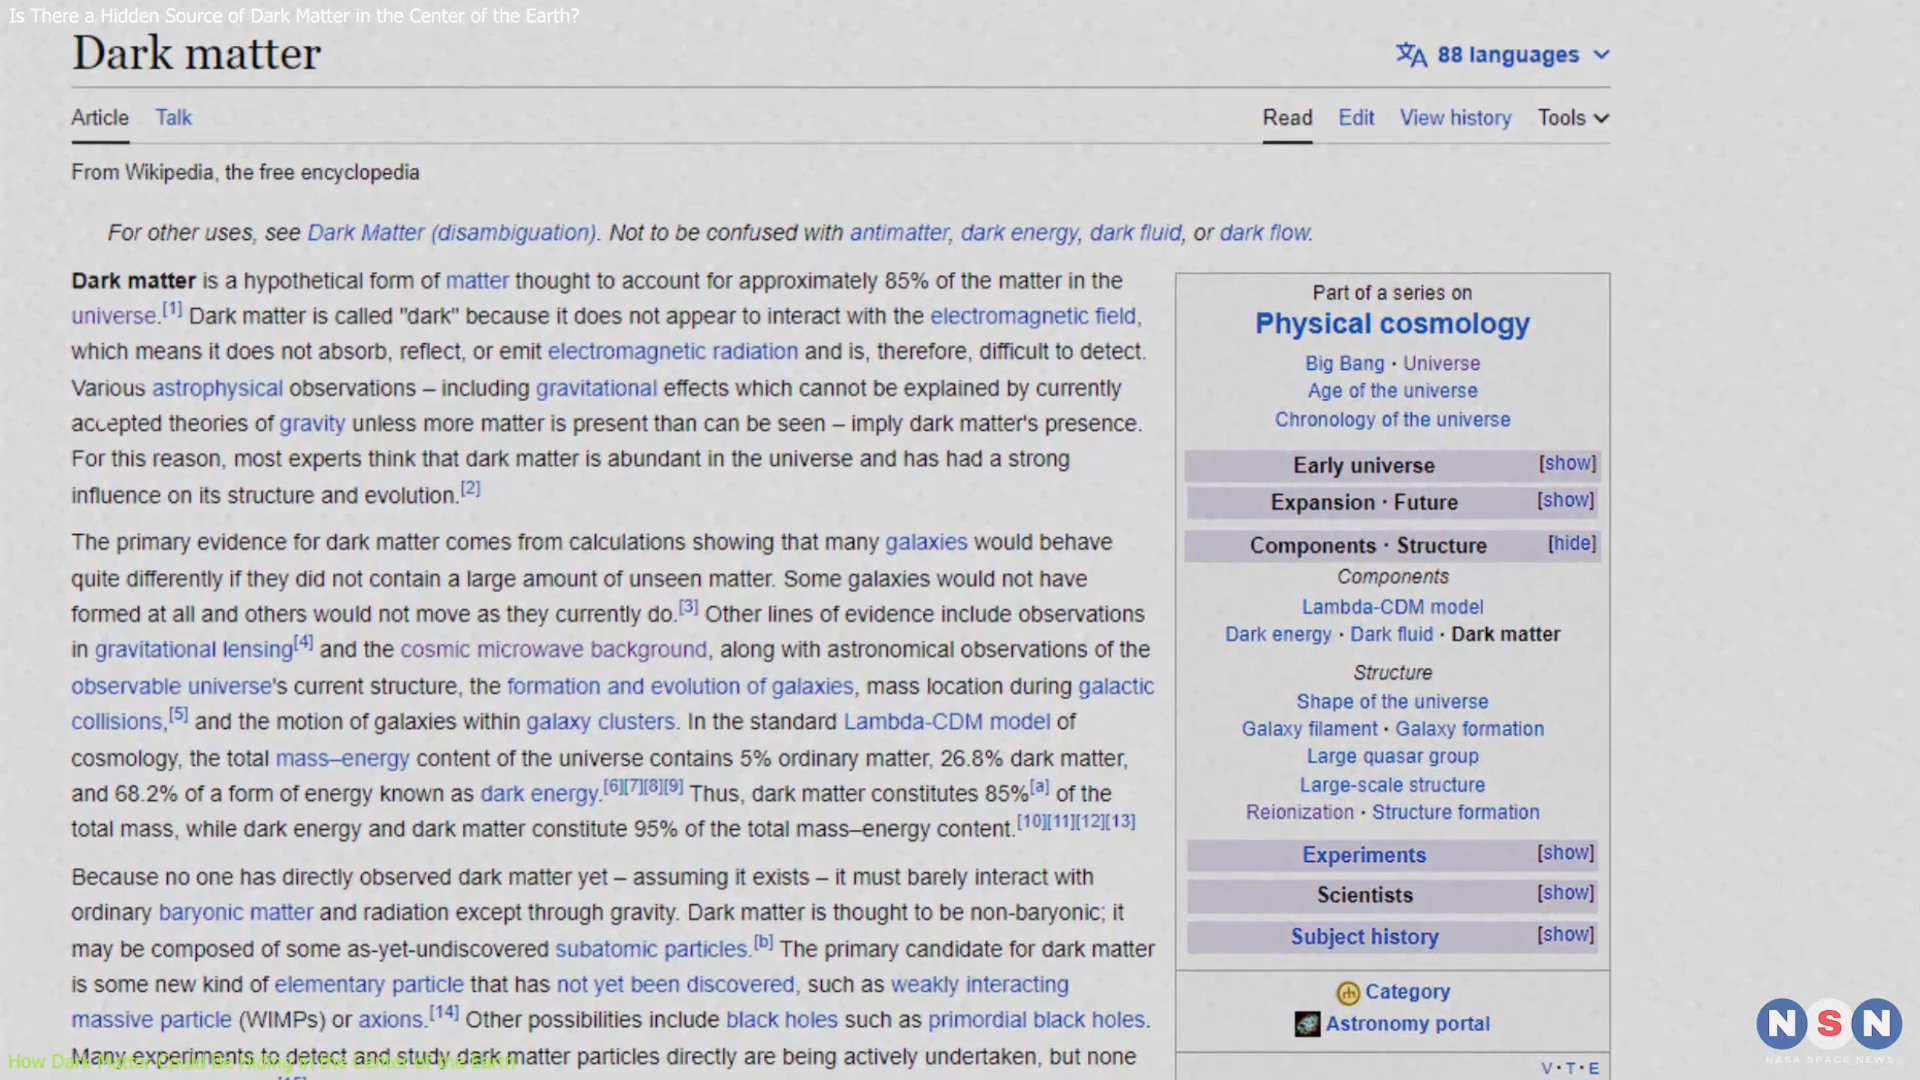 Is There a Hidden Source of Dark Matter in the Center of the Earth?
Dark matter
88 languages
Article Talk
Read Edit View history Tools
From Wikipedia, the free encyclopedia
For other uses, see Dark Matter (disambiguation). Not to be confused with antimatter, dark energy, dark fluid, or dark flow.
Dark matter is a hypothetical form of matter thought to account for approximately 85% of the matter in the
universe.[1] Dark matter is called "dark" because it does not appear to interact with the electromagnetic field,
which means it does not absorb, reflect, or emit electromagnetic radiation and is, therefore, difficult to detect.
Various astrophysical observations – including gravitational effects which cannot be explained by currently
accepted theories of gravity unless more matter is present than can be seen – imply dark matter's presence.
For this reason, most experts think that dark matter is abundant in the universe and has had a strong
influence on its structure and evolution.[2]
The primary evidence for dark matter comes from calculations showing that many galaxies would behave
quite differently if they did not contain a large amount of unseen matter. Some galaxies would not have
formed at all and others would not move as they currently do.[3] Other lines of evidence include observations
in gravitational lensing[4] and the cosmic microwave background, along with astronomical observations of the
observable universe's current structure, the formation and evolution of galaxies, mass location during galactic
collisions,[5] and the motion of galaxies within galaxy clusters. In the standard Lambda-CDM model of
cosmology, the total mass–energy content of the universe contains 5% ordinary matter, 26.8% dark matter,
and 68.2% of a form of energy known as dark energy.[6][7][8][9] Thus, dark matter constitutes 85%[a] of the
total mass, while dark energy and dark matter constitute 95% of the total mass–energy content.[10][11][12][13]
Because no one has directly observed dark matter yet – assuming it exists – it must barely interact with
ordinary baryonic matter and radiation except through gravity. Dark matter is thought to be non-baryonic; it
may be composed of some as-yet-undiscovered subatomic particles.[b] The primary candidate for dark matter
is some new kind of elementary particle that has not yet been discovered, such as weakly interacting
massive particle (WIMPs) or axions.[14] Other possibilities include black holes such as primordial black holes.
Many experiments to detect and study dark matter particles directly are being actively undertaken, but none
Part of a series on
Physical cosmology
Big Bang · Universe
Age of the universe
Chronology of the universe
Early universe [show]
Expansion · Future [show]
Components · Structure [hide]
Components
Lambda-CDM model
Dark energy · Dark fluid · Dark matter
Structure
Shape of the universe
Galaxy filament · Galaxy formation
Large quasar group
Large-scale structure
Reionization · Structure formation
Experiments [show]
Scientists [show]
Subject history [show]
Category
Astronomy portal
V · T · E
How Dark Matter Could Be Hiding in the Center of the Earth
NSN
NASA SPACE NEWS